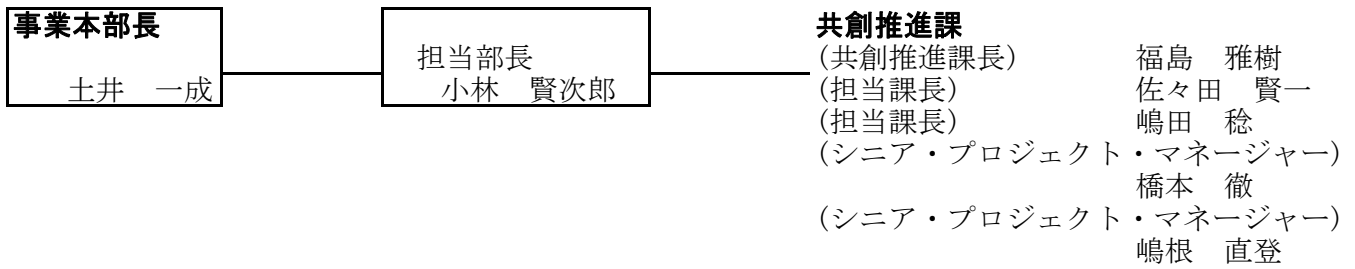 事業本部長
土井　一成
担当部長
小林　賢次郎
共創推進課
(共創推進課長)　福島　雅樹
(担当課長)　佐々田　賢一
(担当課長)　嶋田　稔
(シニア・プロジェクト・マネージャー)
橋本　徹
(シニア・プロジェクト・マネージャー)
嶋根　直登